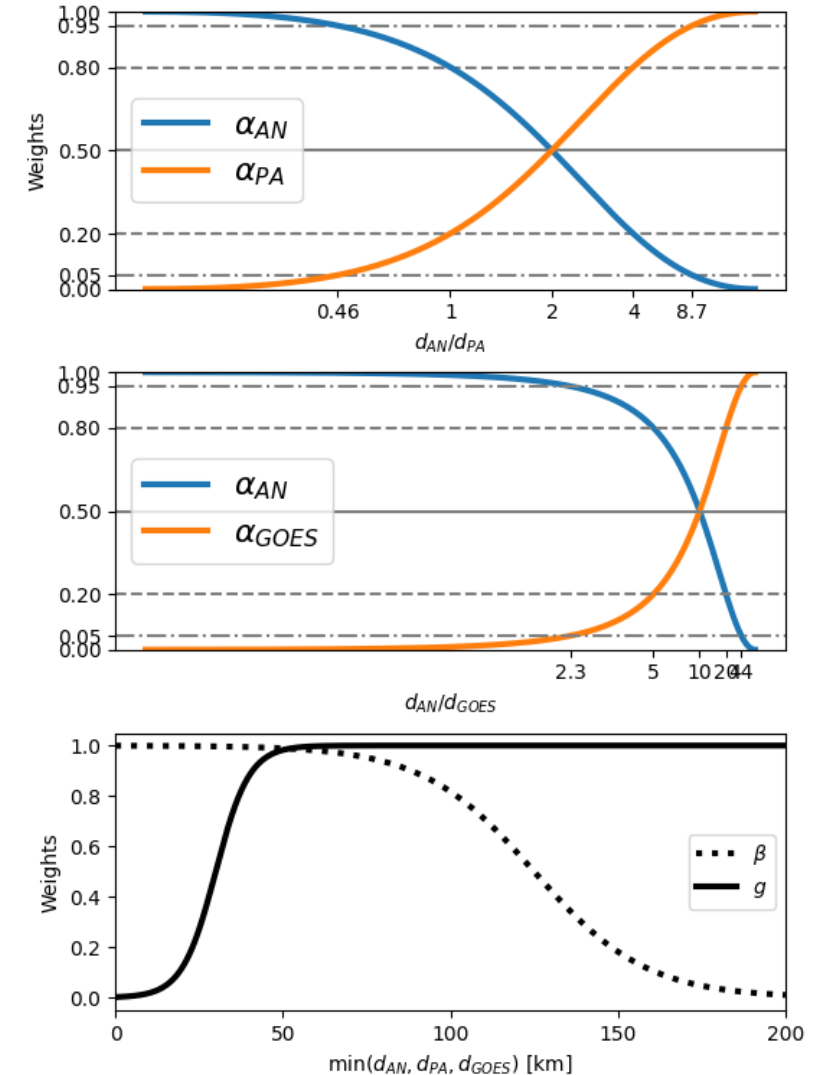 1.00
0.95
0.80
0.50
0.20
0.05
0.00
Weights
α_AN
α_PA
0.46 1 2 4 8.7
d_AN/d_PA
1.00
0.95
0.80
0.50
0.20
0.05
0.00
α_AN
α_GOES
2.3 5 10 20 44
d_AN/d_GOES
1.0
0.8
0.6
0.4
0.2
0.0
Weights
β
g
0 50 100 150 200
min(d_AN, d_PA, d_GOES) [km]